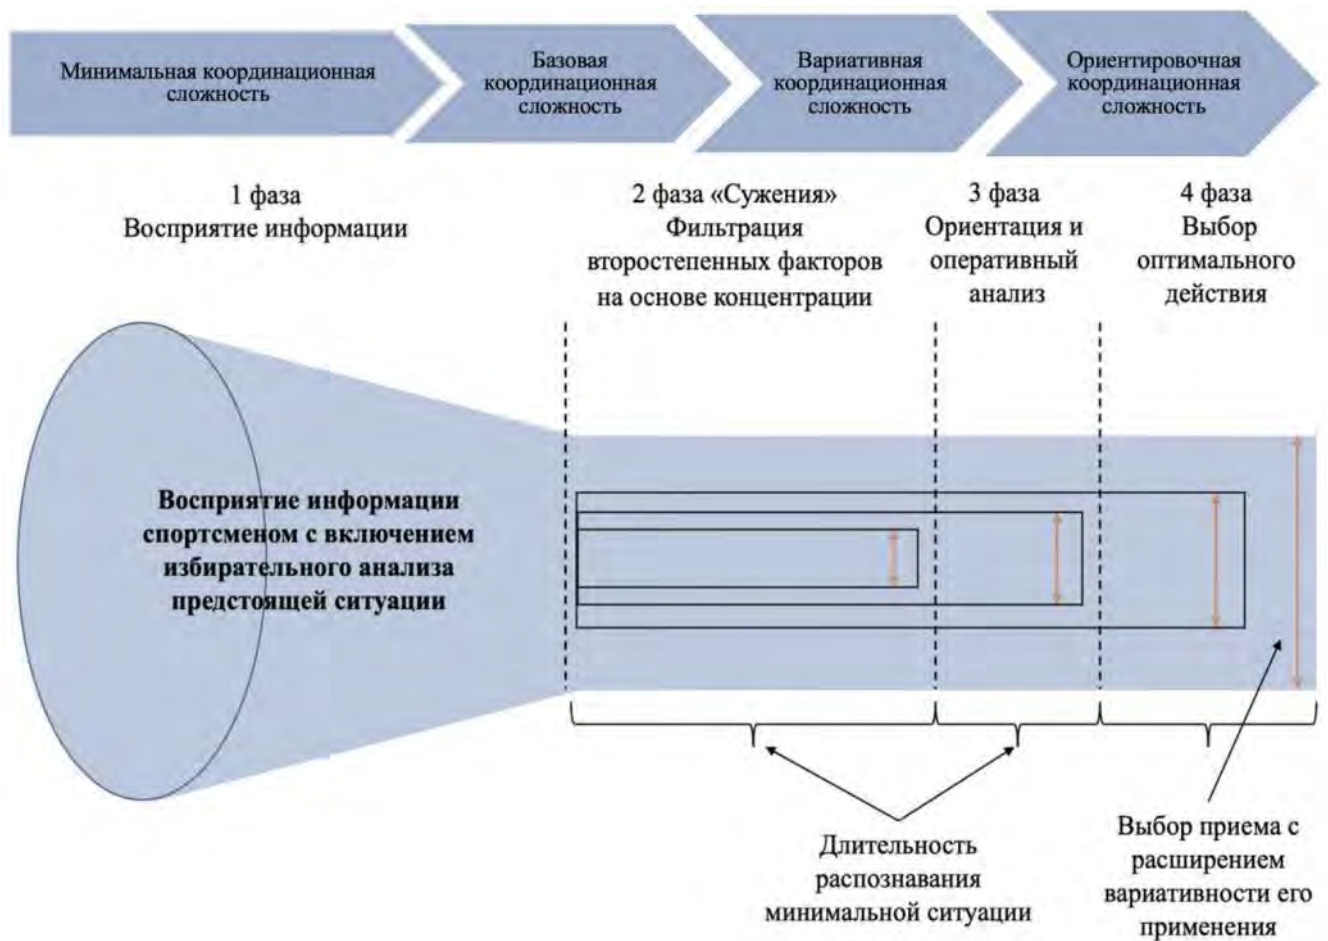 Минимальная координационная
сложность
Базовая
координационная
сложность
Вариативная
координационная
сложность
Ориентировочная
координационная
сложность
1 фаза
Восприятие информации
2 фаза «Сужения»
Фильтрация
второстепенных факторов
на основе концентрации
3 фаза
Ориентация и
оперативный
анализ
4 фаза
Выбор
оптимального
действия
Восприятие информации
спортсменом с включением
избирательного анализа
предстоящей ситуации
Длительность
распознавания
минимальной ситуации
Выбор приема с
расширением
вариативности его
применения